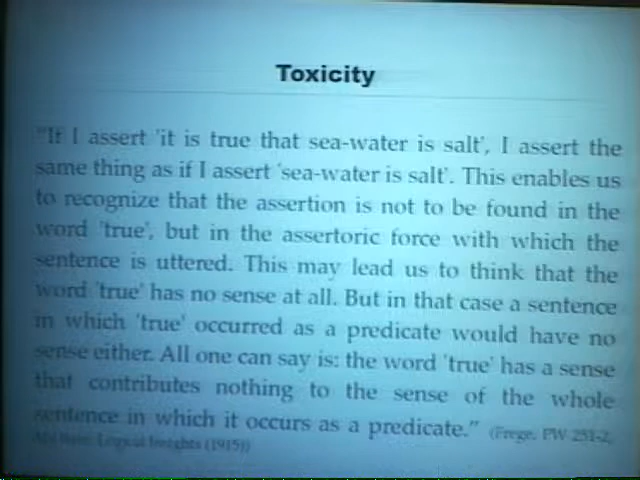 Toxicity
"If I assert 'it is true that sea-water is salt', I assert the
same thing as if I assert 'sea-water is salt'. This enables us
to recognize that the assertion is not to be found in the
word 'true', but in the assertoric force with which the
sentence is uttered. This may lead us to think that the
word 'true' has no sense at all. But in that case a sentence
in which 'true' occurred as a predicate would have no
sense either. All one can say is: the word 'true' has a sense
that contributes nothing to the sense of the whole
sentence in which it occurs as a predicate." (Frege, PW 251-2,
Logical Insights (1915))